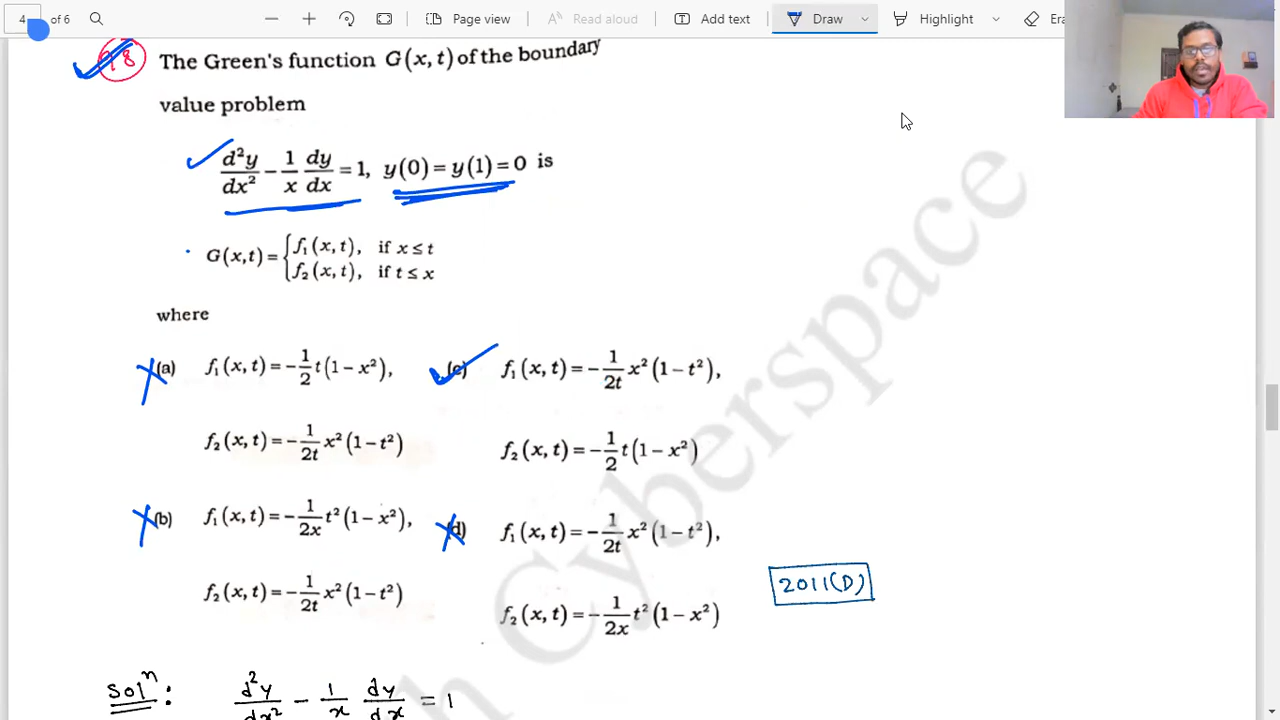 4 of 6
Page view
Read aloud
Add text
Draw
Highlight
98
The Green's function G(x, t) of the boundary
value problem
d²y/dx² − 1/x dy/dx = 1, y(0) = y(1) = 0 is
G(x,t) = { f₁(x, t), if x ≤ t
f₂(x, t), if t ≤ x
where
(a) f₁(x, t) = −1/2 t(1 − x²),
f₂(x, t) = −1/2t x²(1 − t²)
(b) f₁(x, t) = −1/2x t²(1 − x²),
f₂(x, t) = −1/2t x²(1 − t²)
(c) f₁(x, t) = −1/2t x²(1 − t²),
f₂(x, t) = −1/2 t(1 − x²)
(d) f₁(x, t) = −1/2t x²(1 − t²),
f₂(x, t) = −1/2x t²(1 − x²)
2011(D)
Solⁿ: d²y/dx² − 1/x dy/dx = 1
Cyberspace